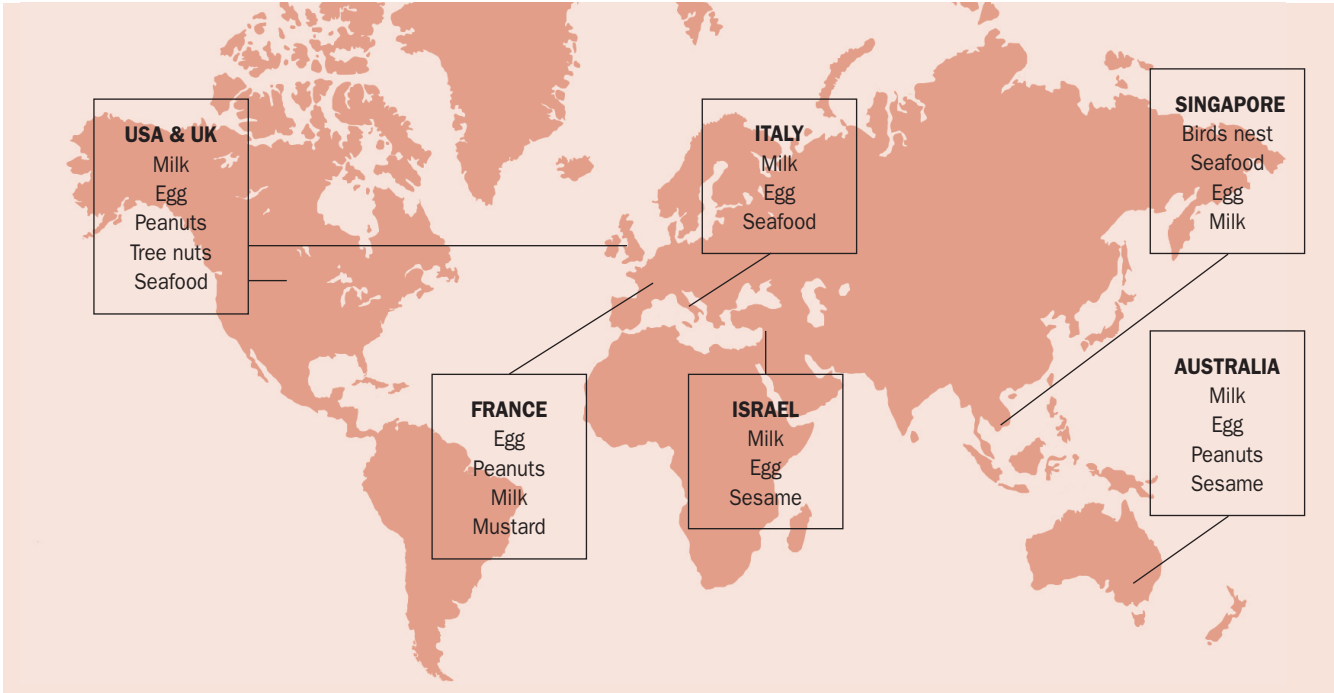 USA & UK
Milk
Egg
Peanuts
Tree nuts
Seafood
ITALY
Milk
Egg
Seafood
SINGAPORE
Birds nest
Seafood
Egg
Milk
FRANCE
Egg
Peanuts
Milk
Mustard
ISRAEL
Milk
Egg
Sesame
AUSTRALIA
Milk
Egg
Peanuts
Sesame